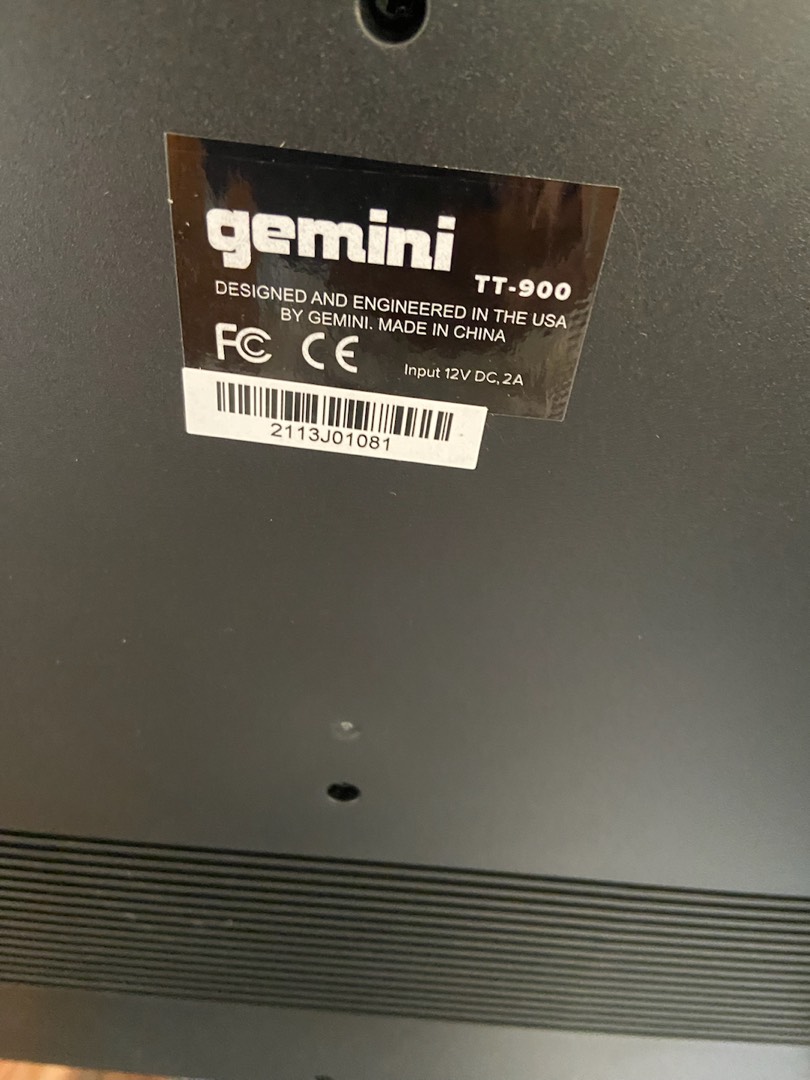 gemini
TT-900
DESIGNED AND ENGINEERED IN THE USA
BY GEMINI. MADE IN CHINA
FC CE
Input 12V DC, 2A
2113J01081